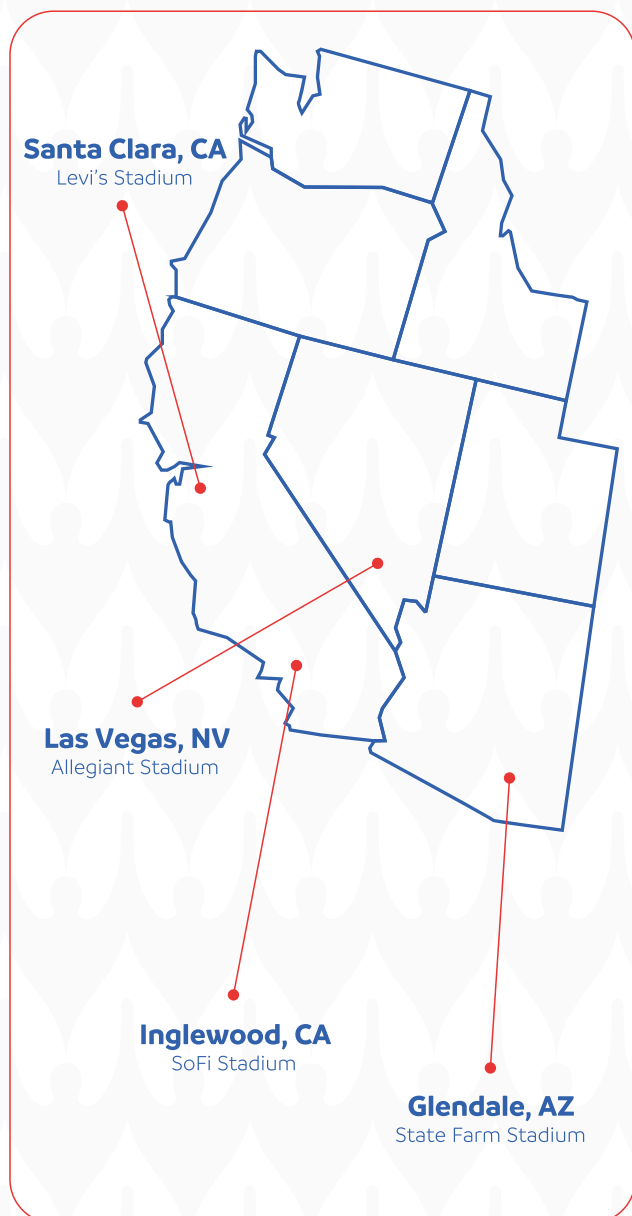 Santa Clara, CA
Levi's Stadium
Las Vegas, NV
Allegiant Stadium
Inglewood, CA
SoFi Stadium
Glendale, AZ
State Farm Stadium